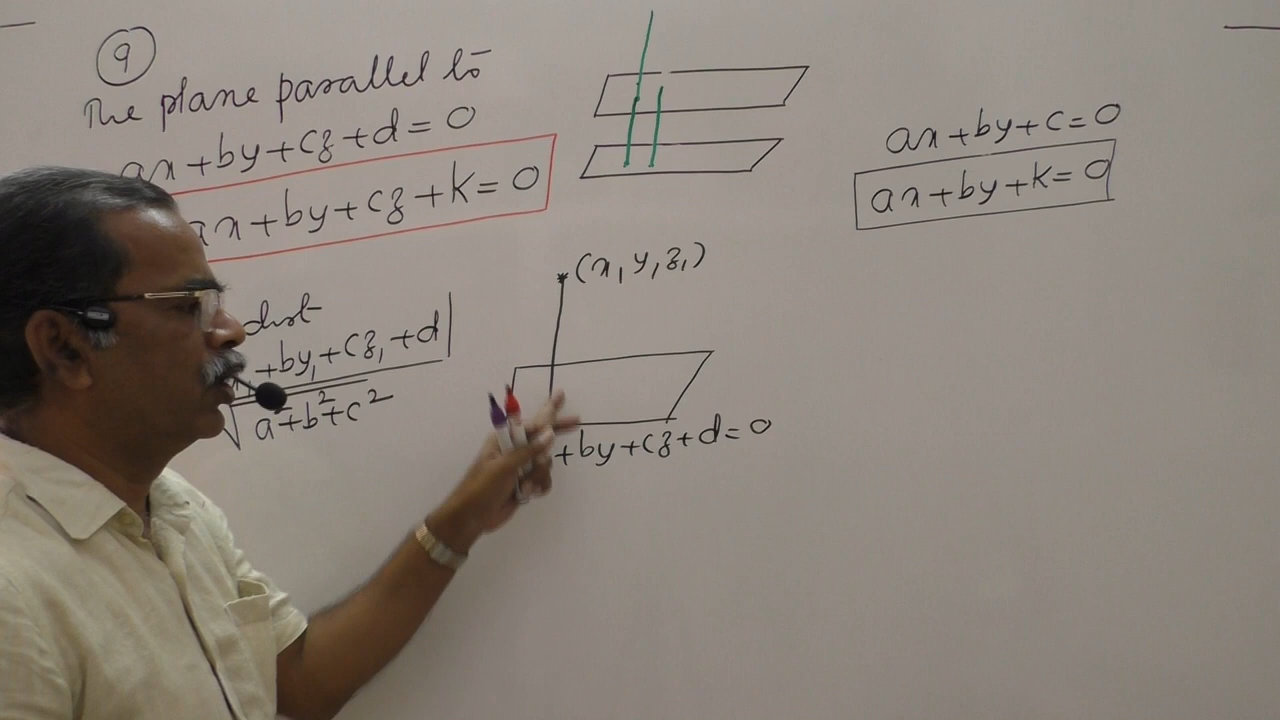 9
The plane parallel to
ax+by+cz+d=0
ax+by+cz+k=0
ax+by+c=0
ax+by+k=0
(x₁ y₁ z₁)
dist
+by₁+cz₁+d|
√a²+b²+c²
+by+cz+d=0